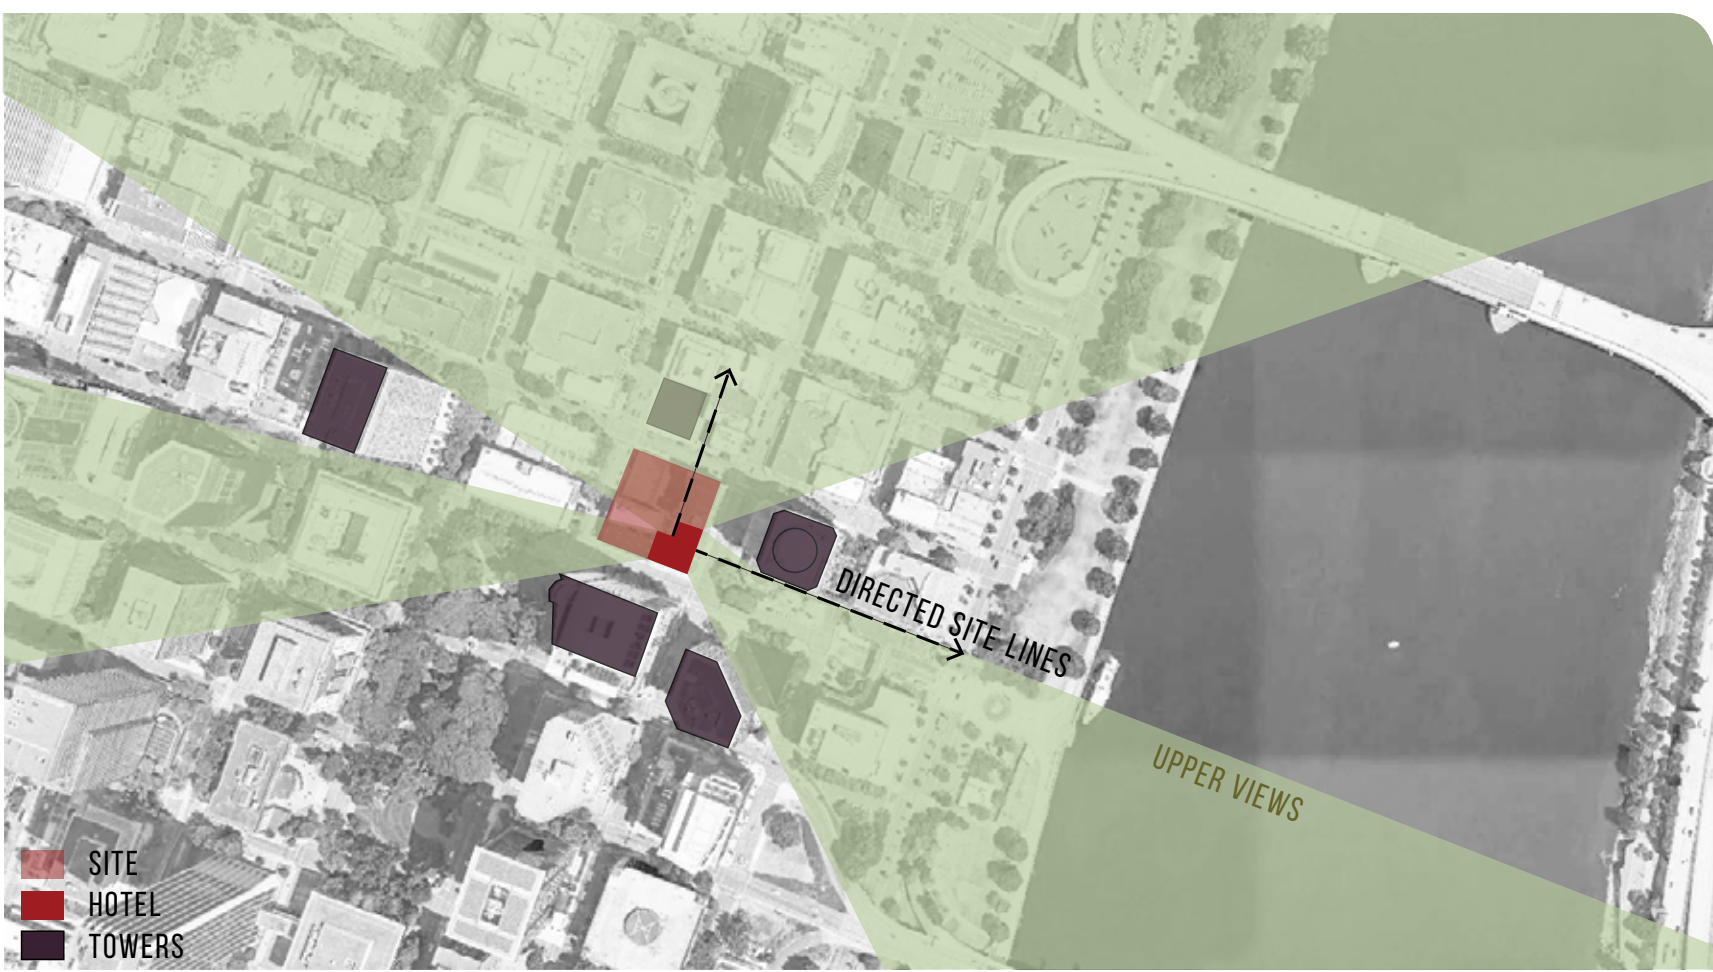 DIRECTED SITE LINES
UPPER VIEWS
SITE
HOTEL
TOWERS